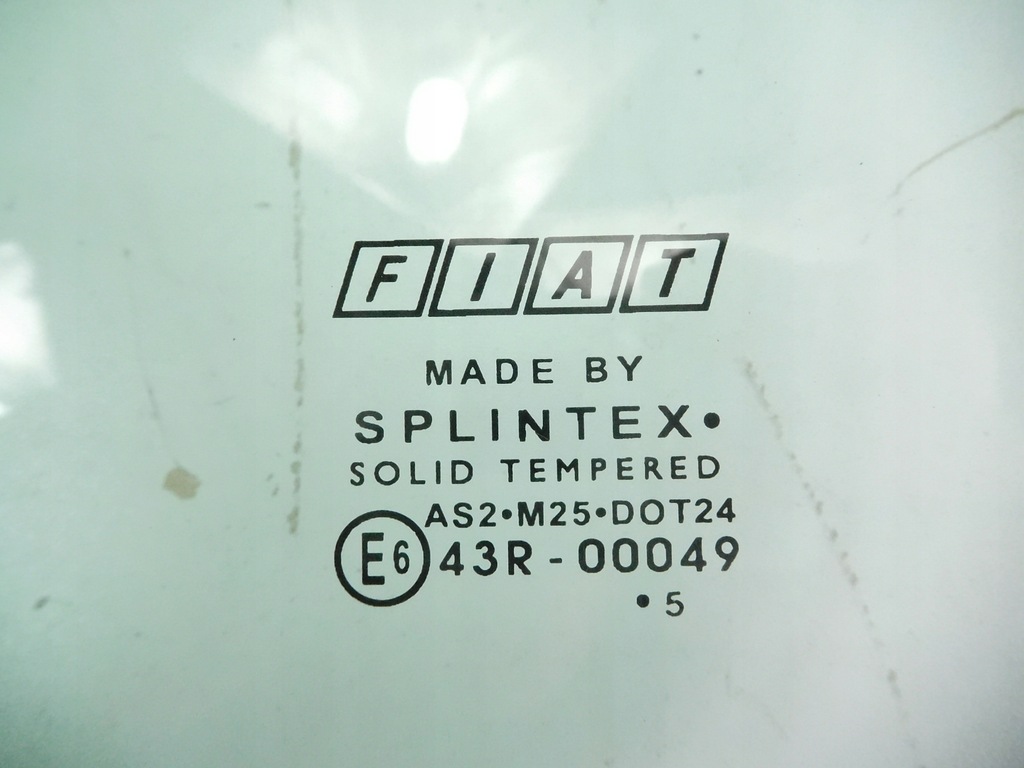 FIAT
MADE BY
SPLINTEX•
SOLID TEMPERED
AS2•M25•DOT24
E6 43R-00049
•5